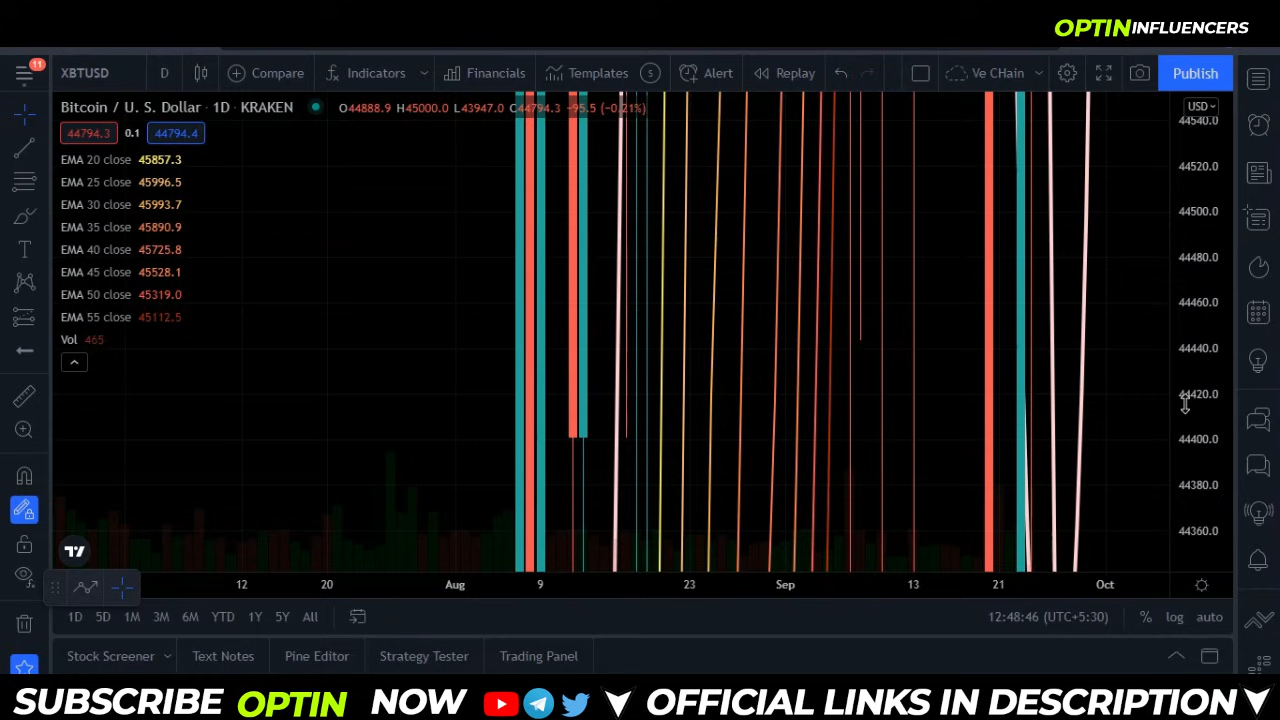 OPTIN INFLUENCERS
11
XBTUSD D Compare Indicators Financials Templates S Alert Replay Ve CHain Publish
Bitcoin / U. S. Dollar · 1D · KRAKEN O44888.9 H45000.0 L43947.0 C44794.3 −95.5 (−0.21%)
USD
44794.3 0.1 44794.4
EMA 20 close 45857.3
EMA 25 close 45996.5
EMA 30 close 45993.7
EMA 35 close 45890.9
EMA 40 close 45725.8
EMA 45 close 45528.1
EMA 50 close 45319.0
EMA 55 close 45112.5
Vol 465
44540.0
44520.0
44500.0
44480.0
44460.0
44440.0
44420.0
44400.0
44380.0
44360.0
12 20 Aug 9 23 Sep 13 21 Oct
1D 5D 1M 3M 6M YTD 1Y 5Y All 12:48:46 (UTC+5:30) % log auto
Stock Screener Text Notes Pine Editor Strategy Tester Trading Panel
SUBSCRIBE OPTIN NOW OFFICIAL LINKS IN DESCRIPTION